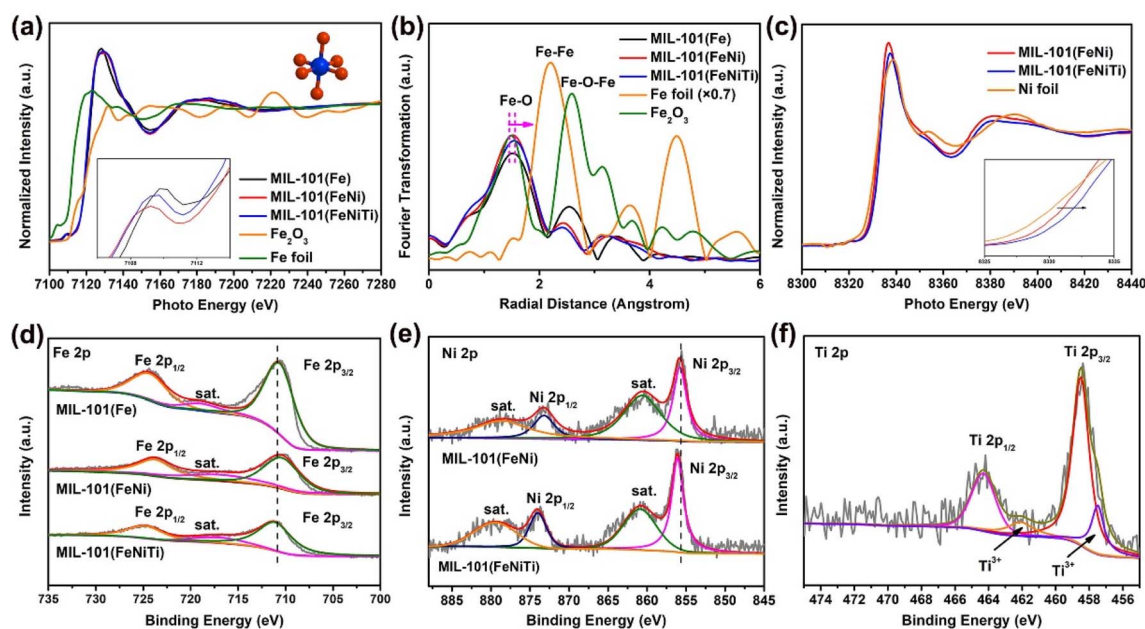 (a)
Normalized Intensity (a.u.)
MIL-101(Fe)
MIL-101(FeNi)
MIL-101(FeNiTi)
Fe2O3
Fe foil
7108 7112
7100 7120 7140 7160 7180 7200 7220 7240 7260 7280
Photo Energy (eV)
(b)
Fourier Transformation (a.u.)
Fe-Fe
Fe-O-Fe
Fe-O
MIL-101(Fe)
MIL-101(FeNi)
MIL-101(FeNiTi)
Fe foil (×0.7)
Fe2O3
0 2 4 6
Radial Distance (Angstrom)
(c)
Normalized Intensity (a.u.)
MIL-101(FeNi)
MIL-101(FeNiTi)
Ni foil
8325 8330 8335
8300 8320 8340 8360 8380 8400 8420 8440
Photo Energy (eV)
(d)
Intensity (a.u.)
Fe 2p
Fe 2p1/2
sat.
Fe 2p3/2
MIL-101(Fe)
Fe 2p1/2
sat.
Fe 2p3/2
MIL-101(FeNi)
Fe 2p1/2
sat.
Fe 2p3/2
MIL-101(FeNiTi)
735 730 725 720 715 710 705 700
Binding Energy (eV)
(e)
Intensity (a.u.)
Ni 2p
sat.
Ni 2p1/2
sat.
Ni 2p3/2
MIL-101(FeNi)
sat.
Ni 2p1/2
sat.
Ni 2p3/2
MIL-101(FeNiTi)
885 880 875 870 865 860 855 850 845
Binding Energy (eV)
(f)
Intensity (a.u.)
Ti 2p
Ti 2p1/2
Ti 2p3/2
Ti3+
Ti3+
474 472 470 468 466 464 462 460 458 456
Binding Energy (eV)